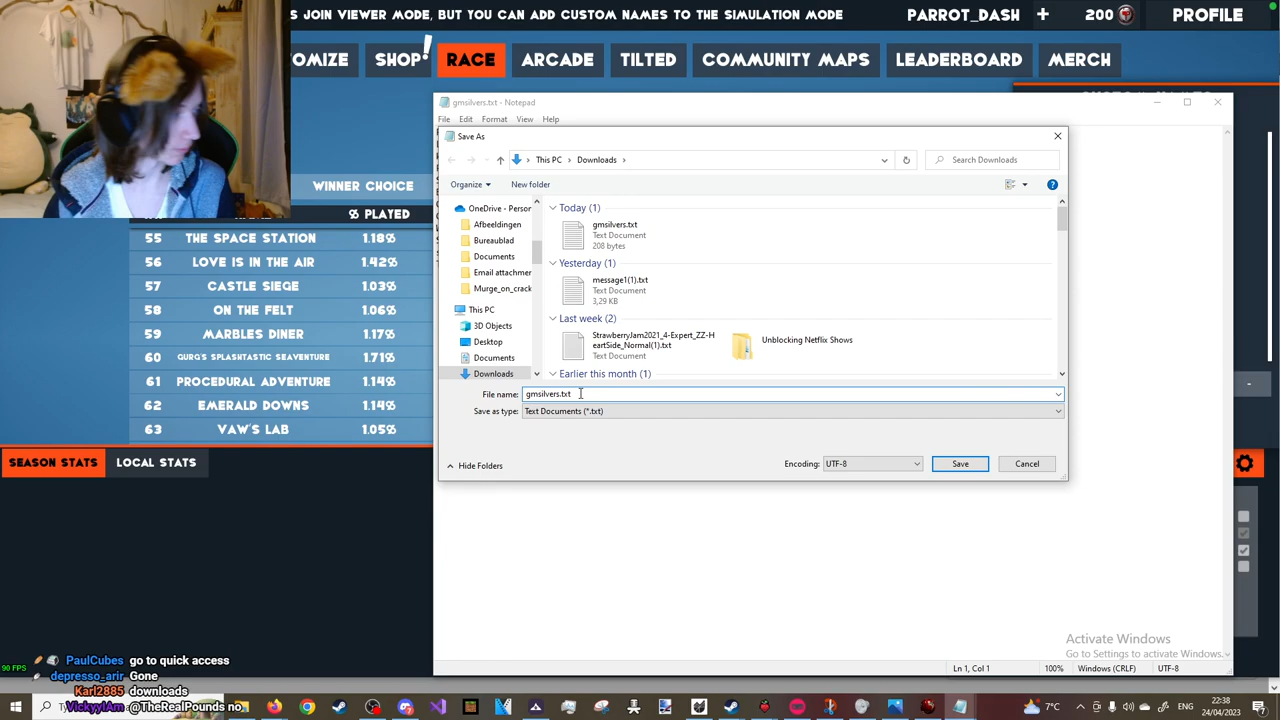 S JOIN VIEWER MODE, BUT YOU CAN ADD CUSTOM NAMES TO THE SIMULATION MODE
PARROT_DASH + 200 PROFILE
TOMIZE SHOP! RACE ARCADE TILTED COMMUNITY MAPS LEADERBOARD MERCH
gmsilvers.txt - Notepad
File Edit Format View Help
Save As
This PC > Downloads >
Search Downloads
Organize New folder
WINNER CHOICE
% PLAYED
55 THE SPACE STATION 1.18%
56 LOVE IS IN THE AIR 1.42%
57 CASTLE SIEGE 1.03%
58 ON THE FELT 1.06%
59 MARBLES DINER 1.17%
60 GURG'S SPLASHTASTIC SEAVENTURE 1.71%
61 PROCEDURAL ADVENTURE 1.14%
62 EMERALD DOWNS 1.14%
63 VAW'S LAB 1.05%
OneDrive - Person
Afbeeldingen
Bureaublad
Documents
Email attachmen
Murge_on_crack
This PC
3D Objects
Desktop
Documents
Downloads
Today (1)
gmsilvers.txt
Text Document
208 bytes
Yesterday (1)
message1(1).txt
Text Document
3,29 KB
Last week (2)
StrawberryJam2021_4-Expert_ZZ-H
eartSide_Normal(1).txt
Text Document
Unblocking Netflix Shows
Earlier this month (1)
File name: gmsilvers.txt
Save as type: Text Documents (*.txt)
Hide Folders
Encoding: UTF-8
Save
Cancel
SEASON STATS LOCAL STATS
Activate Windows
Go to Settings to activate Windows.
Ln 1, Col 1 100% Windows (CRLF) UTF-8
90 FPS
PaulCubes go to quick access
depresso_arir Gone
Karl2885 downloads
VickyyIAm @TheRealPounds no
7°C
ENG
22:38
24/04/2023